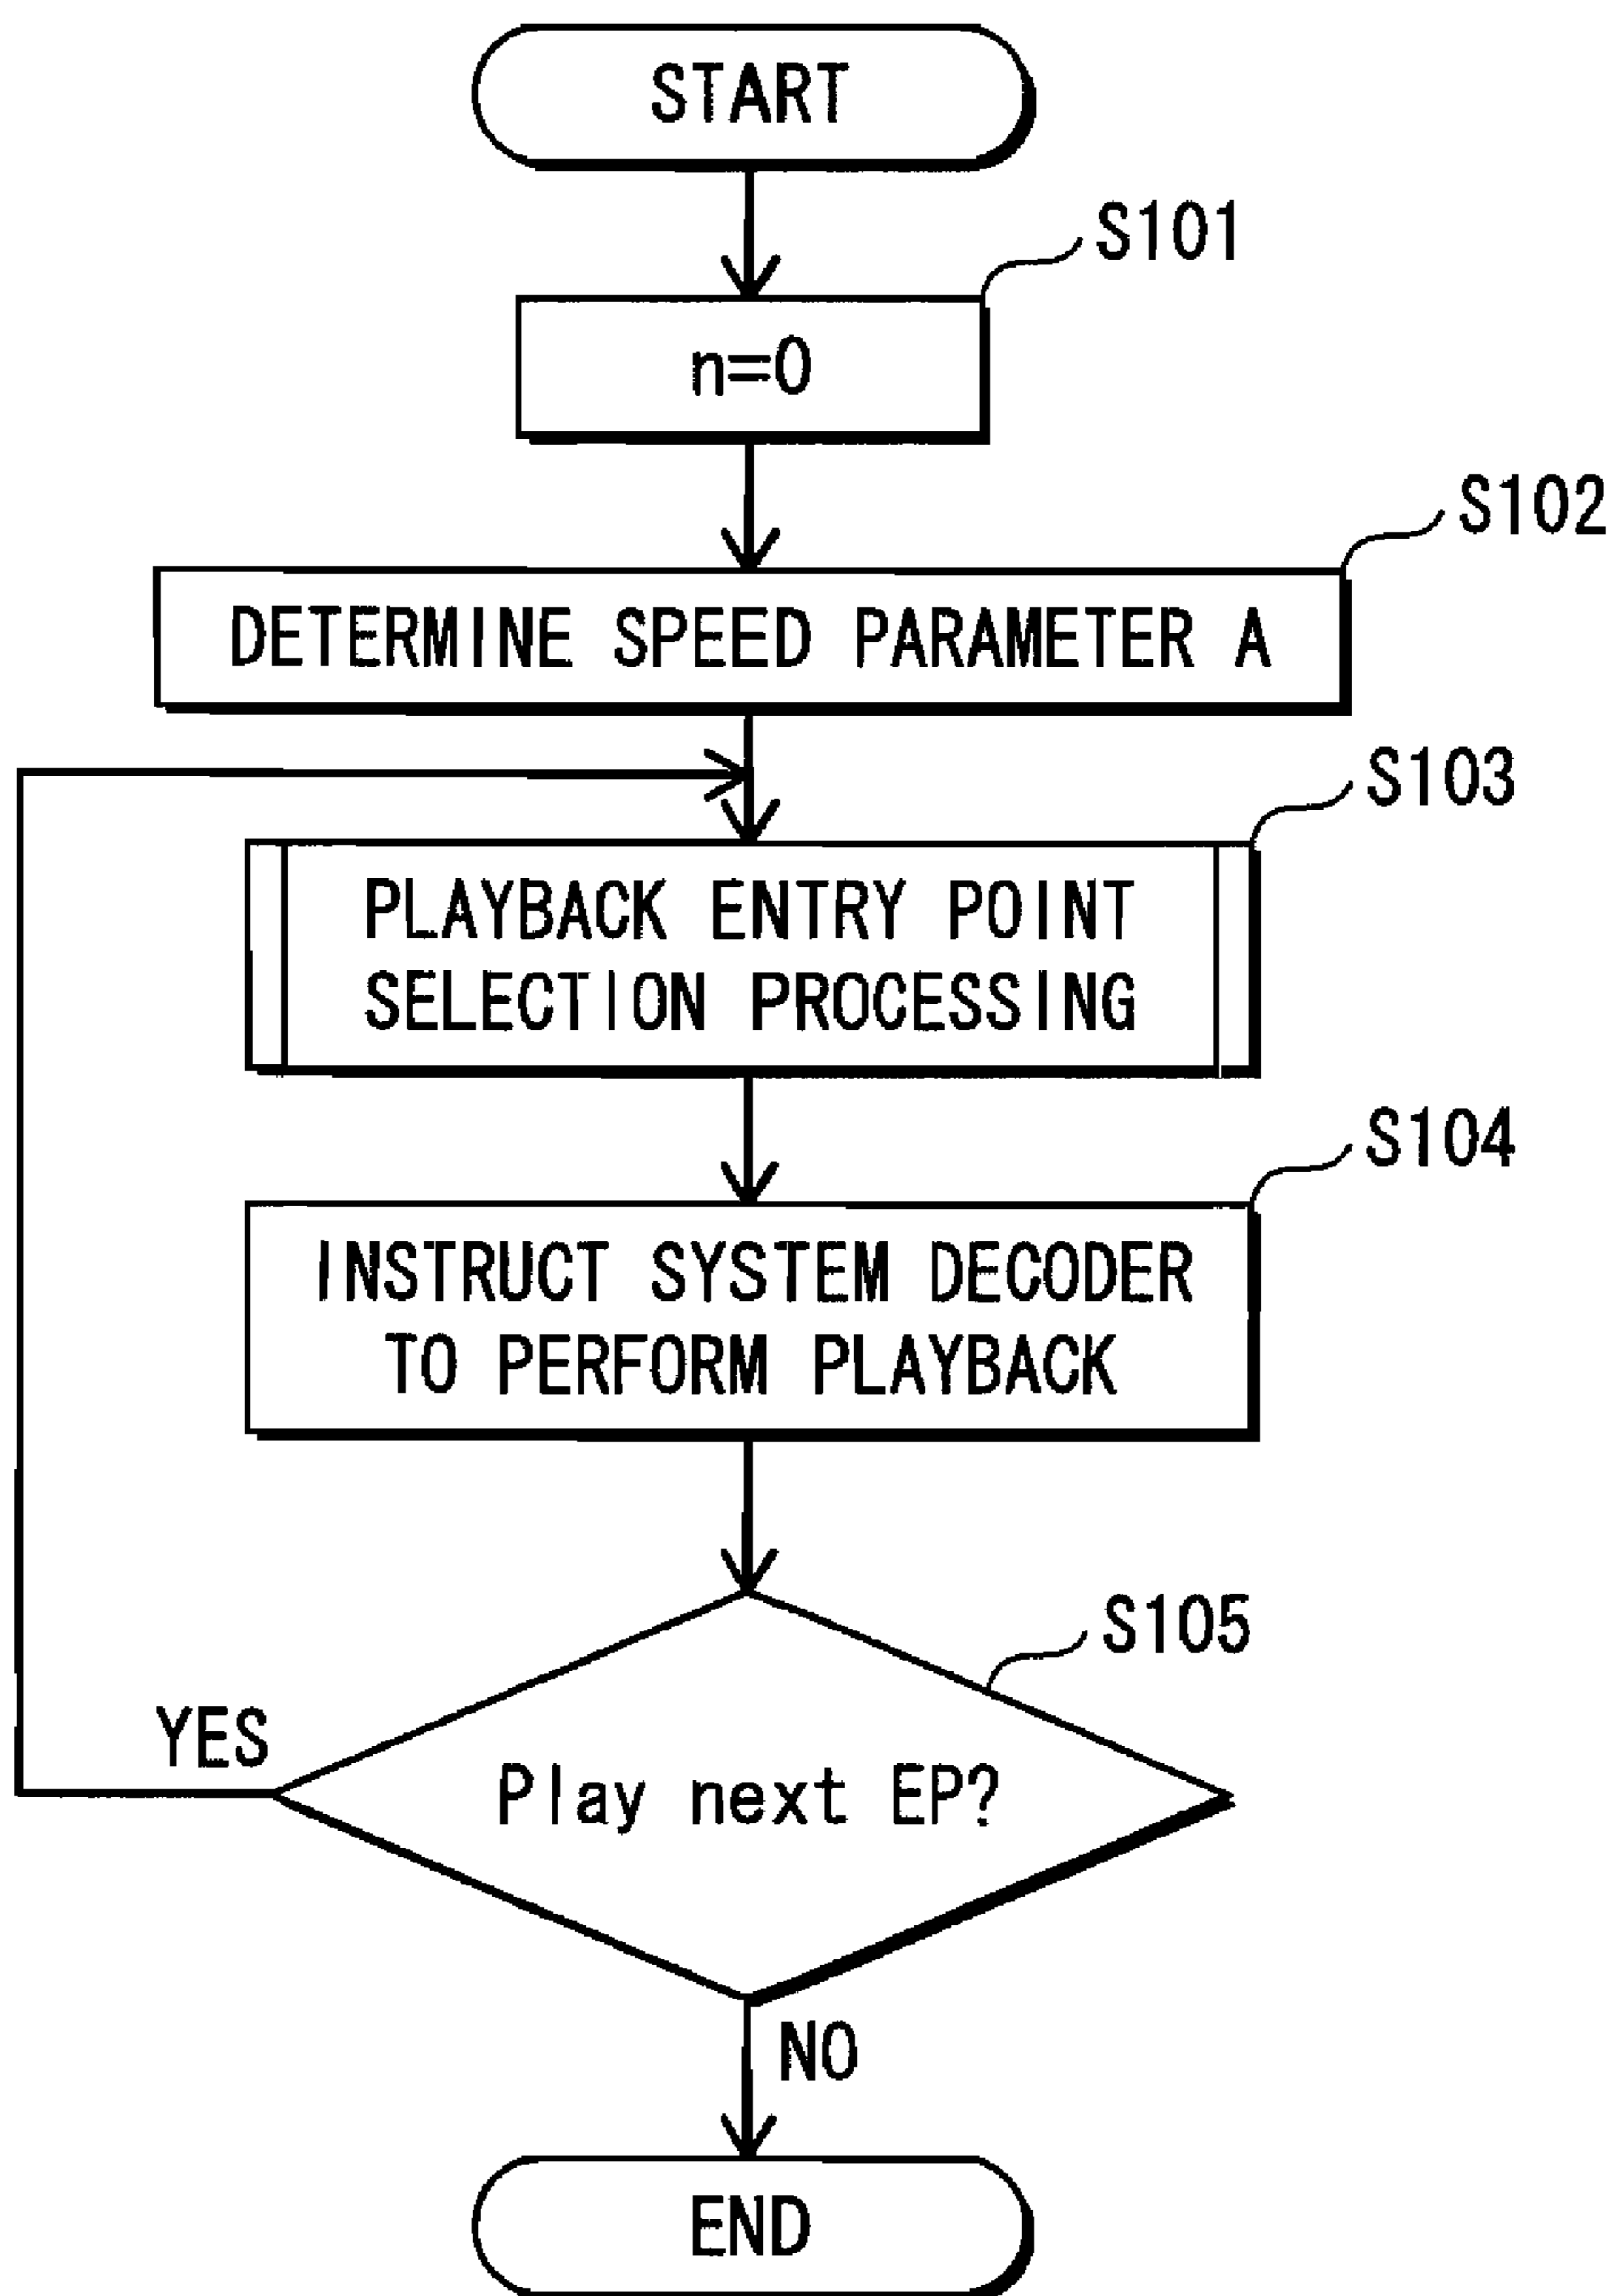 START
S101
n=0
S102
DETERMINE SPEED PARAMETER A
S103
PLAYBACK ENTRY POINT
SELECTION PROCESSING
S104
INSTRUCT SYSTEM DECODER
TO PERFORM PLAYBACK
S105
YES
Play next EP?
NO
END